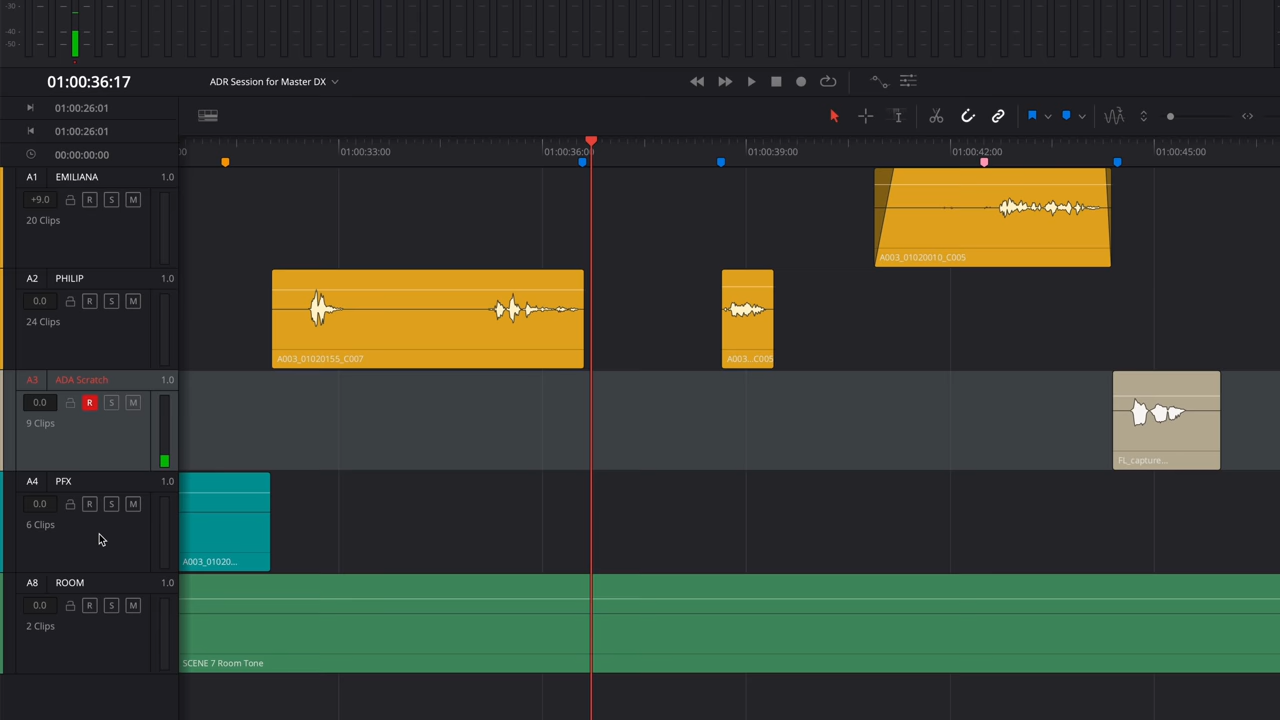 -30
-40
-50
01:00:36:17
ADR Session for Master DX
01:00:26:01
01:00:26:01
00:00:00:00
00
01:00:33:00
01:00:36:00
01:00:39:00
01:00:42:00
01:00:45:00
A1 EMILIANA 1.0
+9.0 R S M
20 Clips
A003_01020010_C005
A2 PHILIP 1.0
0.0 R S M
24 Clips
A003_01020155_C007
A003...C005
A3 ADA Scratch 1.0
0.0 R S M
9 Clips
FL_capture...
A4 PFX 1.0
0.0 R S M
6 Clips
A003_01020...
A8 ROOM 1.0
0.0 R S M
2 Clips
SCENE 7 Room Tone